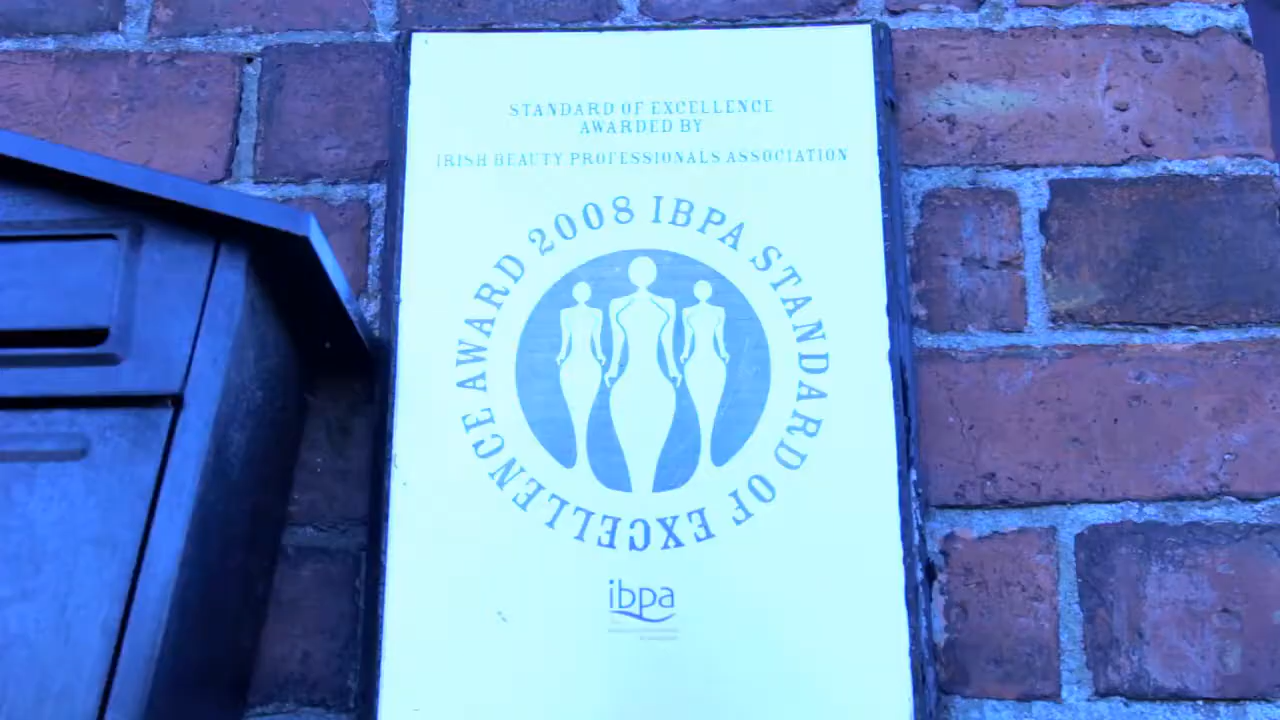 STANDARD OF EXCELLENCE
AWARDED BY
IRISH BEAUTY PROFESSIONALS ASSOCIATION
2008 IBPA STANDARD OF EXCELLENCE AWARD
ibpa